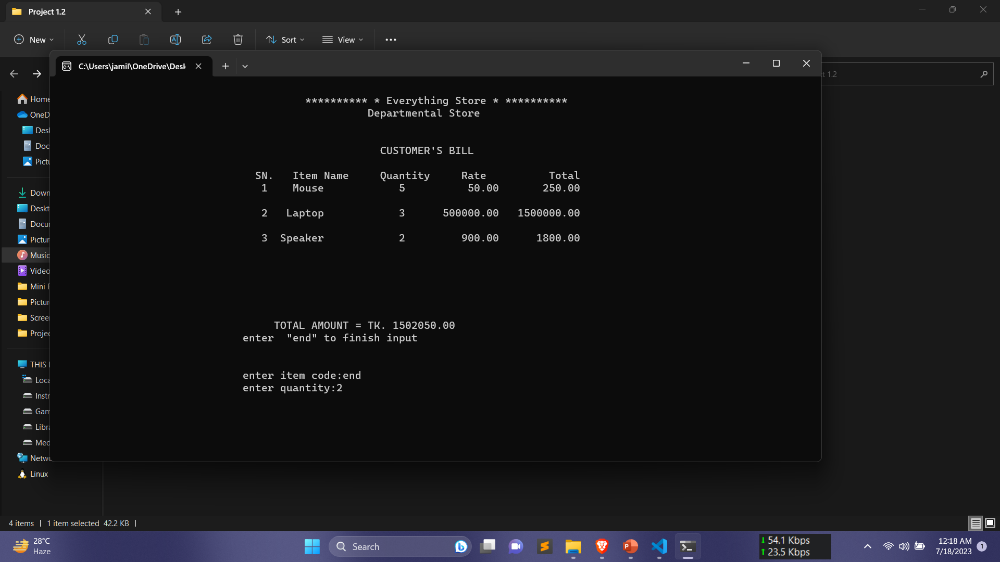 Project 1.2
New
Sort
View
C:\Users\jamil\OneDrive\Desk
1.2
Home
OneD
Desk
Doc
Pictu
Down
Deskt
Docu
Pictur
Music
Video
Mini
Pictur
Scree
Projec
THIS
Loca
Instr
Gam
Libra
Med
Netwo
Linux
********** * Everything Store * **********
Departmental Store
CUSTOMER'S BILL
SN. Item Name Quantity Rate Total
1 Mouse 5 50.00 250.00
2 Laptop 3 500000.00 1500000.00
3 Speaker 2 900.00 1800.00
TOTAL AMOUNT = TK. 1502050.00
enter "end" to finish input
enter item code:end
enter quantity:2
4 items | 1 item selected 42.2 KB |
28°C
Haze
Search
54.1 Kbps
23.5 Kbps
12:18 AM
7/18/2023
1